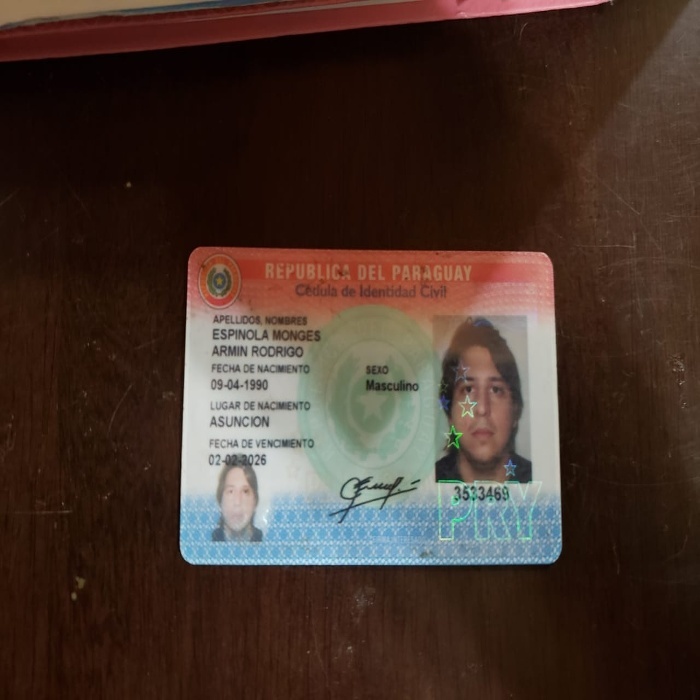 REPUBLICA DEL PARAGUAY
Cédula de Identidad Civil
APELLIDOS, NOMBRES
ESPINOLA MONGES
ARMIN RODRIGO
FECHA DE NACIMIENTO
09-04-1990
SEXO
Masculino
LUGAR DE NACIMIENTO
ASUNCION
FECHA DE VENCIMIENTO
02-02-2026
3533469
PRY